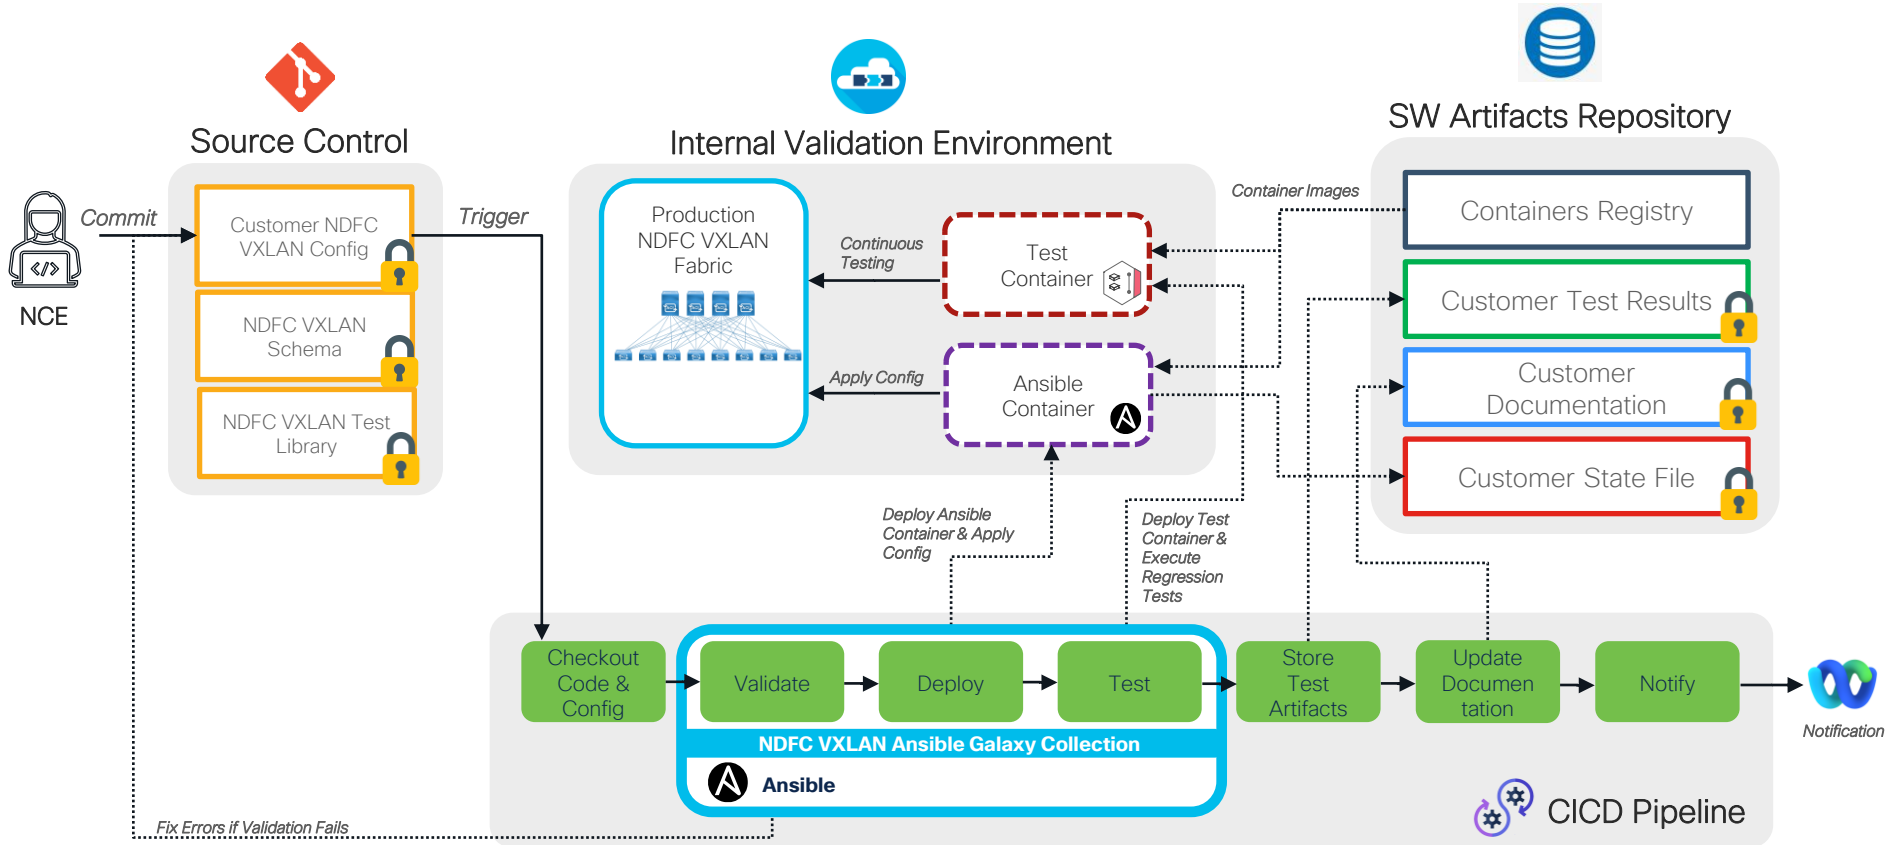 Source Control
Internal Validation Environment
SW Artifacts Repository
NCE
Commit
Customer NDFC
VXLAN Config
NDFC VXLAN
Schema
NDFC VXLAN Test
Library
Trigger
Production
NDFC VXLAN
Fabric
Continuous
Testing
Test
Container
Apply Config
Ansible
Container
Container Images
Containers Registry
Customer Test Results
Customer
Documentation
Customer State File
Deploy Ansible
Container & Apply
Config
Deploy Test
Container &
Execute
Regression
Tests
Checkout
Code &
Config
Validate
Deploy
Test
Store
Test
Artifacts
Update
Documen
tation
Notify
Notification
NDFC VXLAN Ansible Galaxy Collection
Ansible
Fix Errors if Validation Fails
CICD Pipeline